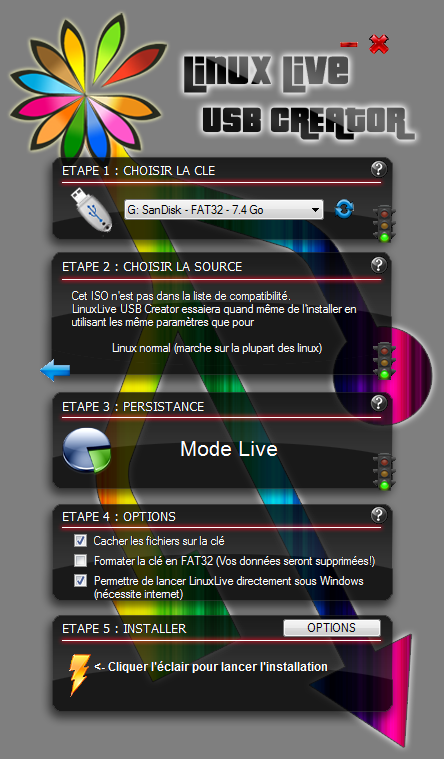 Linux Live
USB Creator
ETAPE 1 : CHOISIR LA CLE
?
G: SanDisk - FAT32 - 7.4 Go
ETAPE 2 : CHOISIR LA SOURCE
?
Cet ISO n'est pas dans la liste de compatibilité.
LinuxLive USB Creator essaiera quand même de l'installer en
utilisant les même paramètres que pour
Linux normal (marche sur la plupart des linux)
ETAPE 3 : PERSISTANCE
?
Mode Live
ETAPE 4 : OPTIONS
?
Cacher les fichiers sur la clé
Formater la clé en FAT32 (Vos données seront supprimées!)
Permettre de lancer LinuxLive directement sous Windows
(nécessite internet)
ETAPE 5 : INSTALLER
OPTIONS
<- Cliquer l'éclair pour lancer l'installation